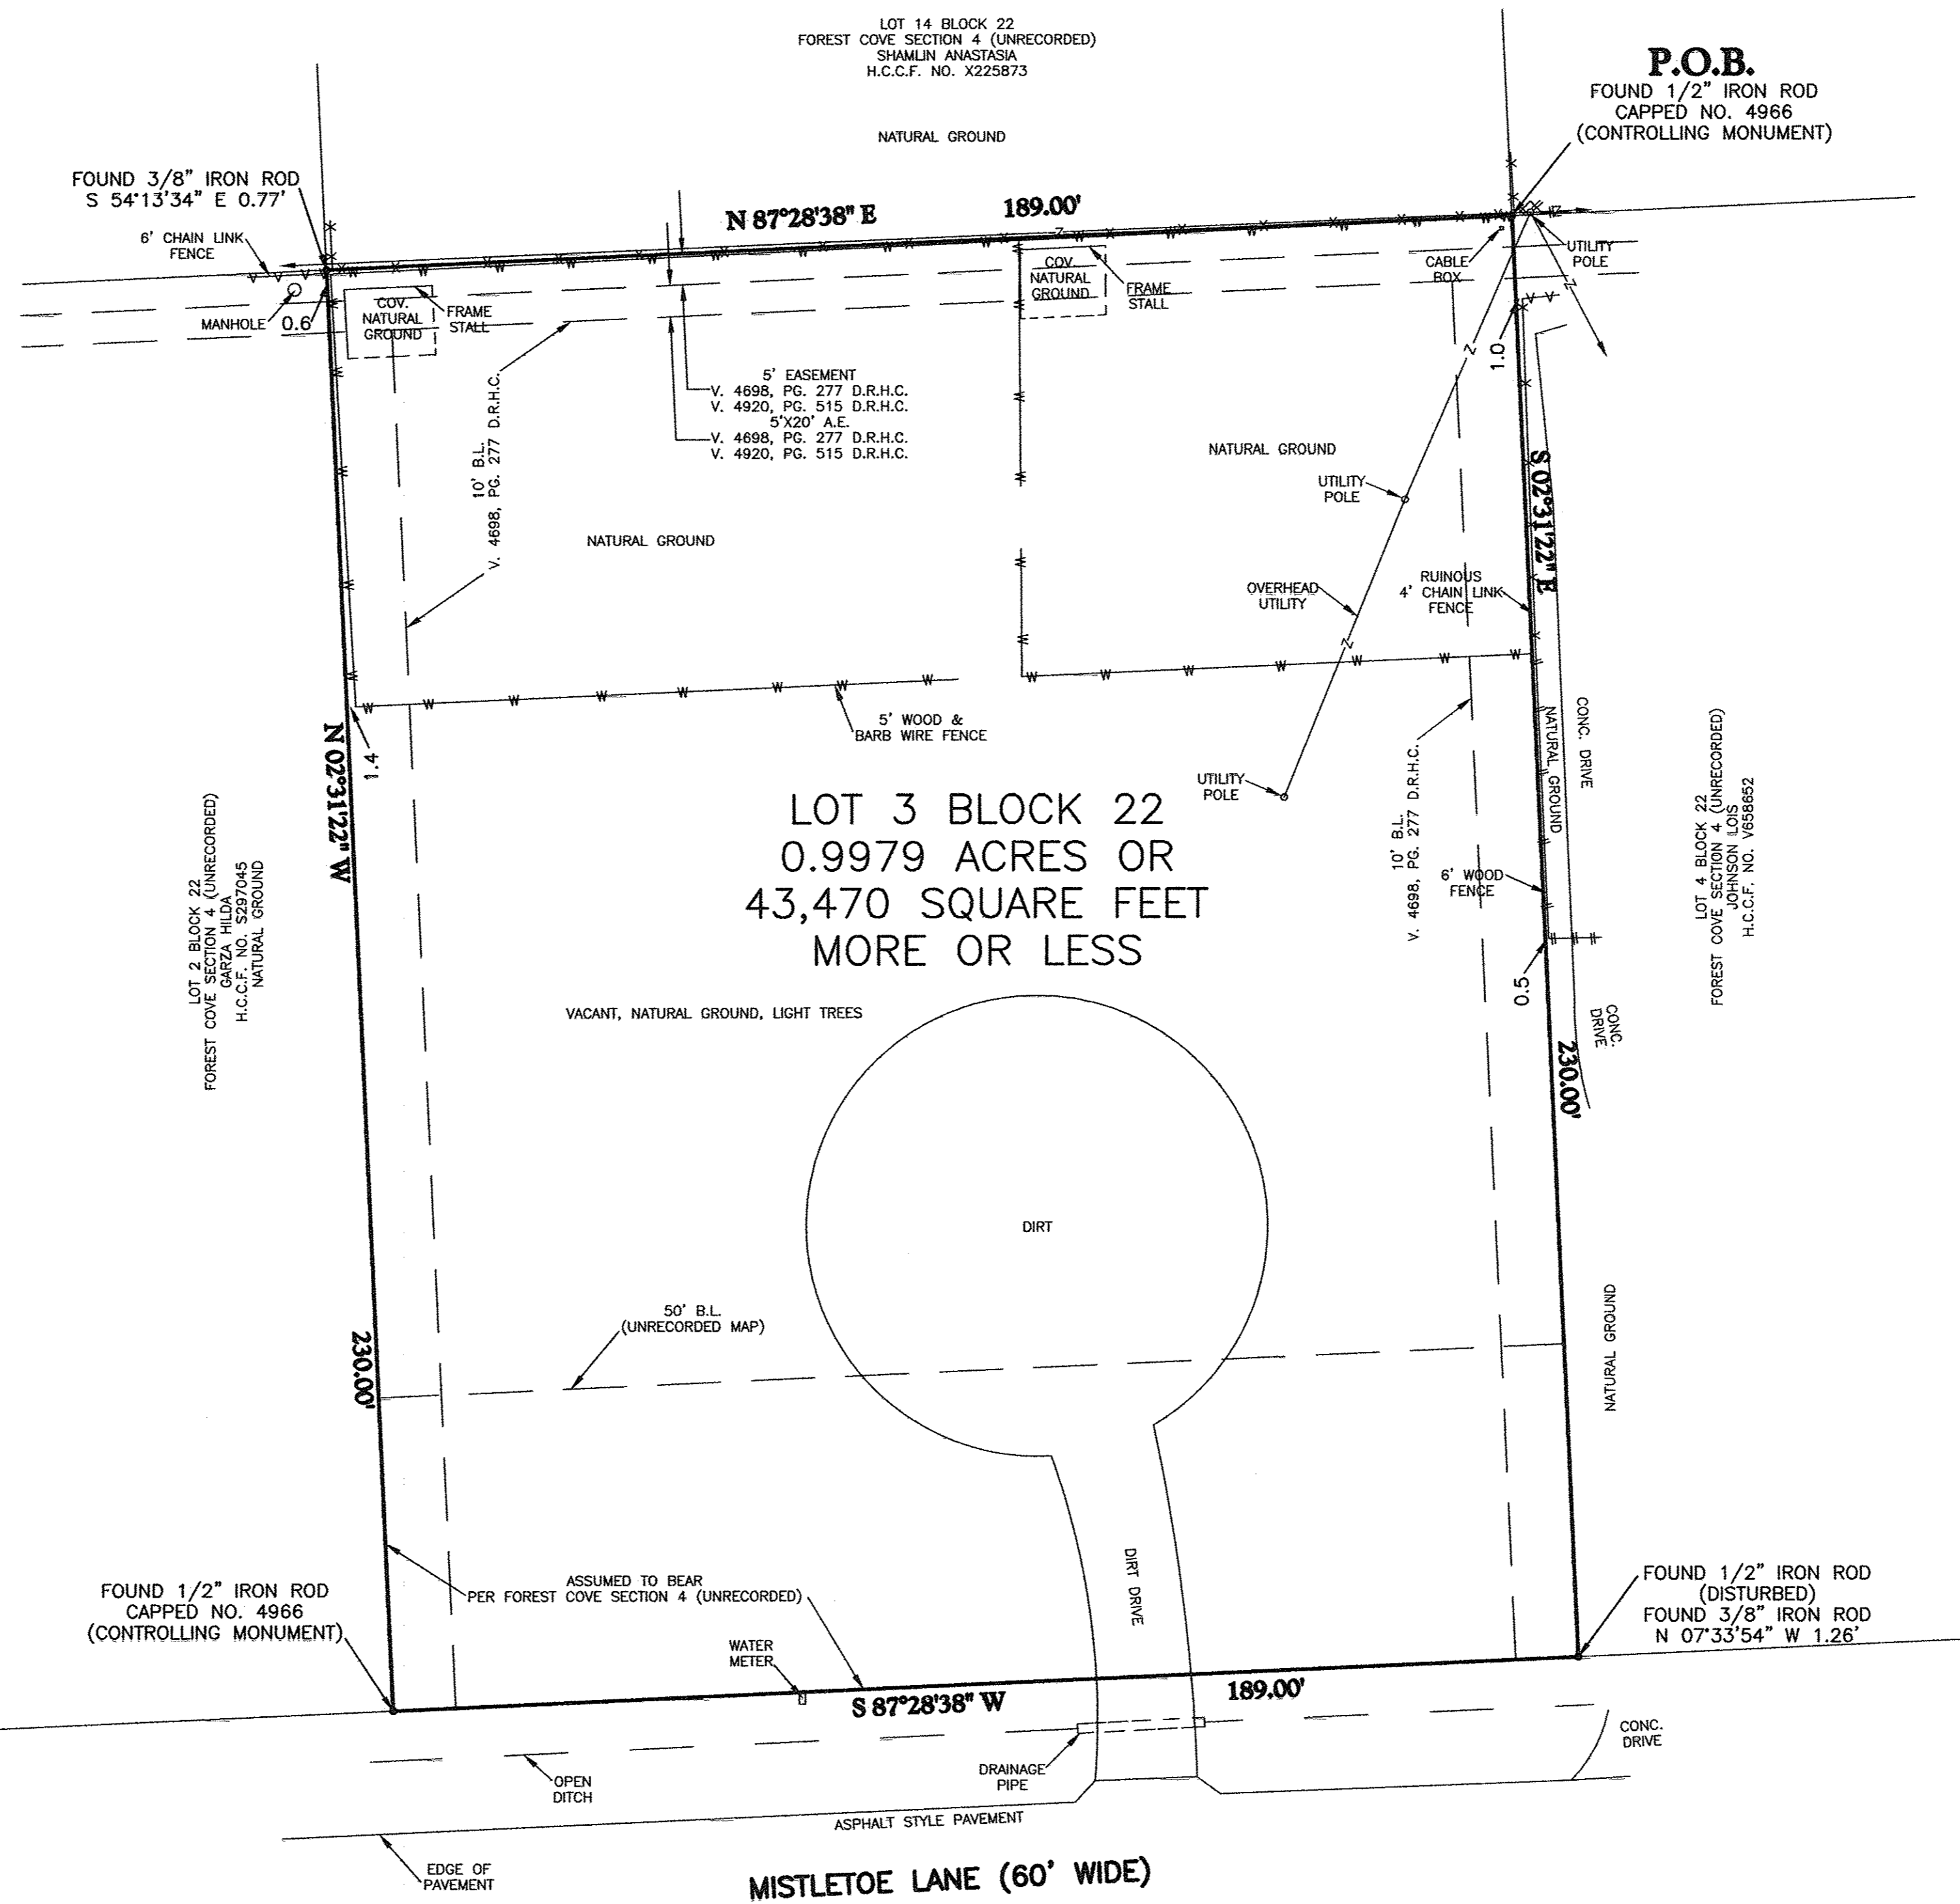 LOT 14 BLOCK 22
FOREST COVE SECTION 4 (UNRECORDED)
SHAMLIN ANASTASIA
H.C.C.F. NO. X225873
P.O.B.
FOUND 1/2" IRON ROD
CAPPED NO. 4966
(CONTROLLING MONUMENT)
NATURAL GROUND
FOUND 3/8" IRON ROD
S 54°13'34" E 0.77'
N 87°28'38" E
189.00'
6' CHAIN LINK
FENCE
MANHOLE
0.6
COV.
NATURAL
GROUND
FRAME
STALL
COV.
NATURAL
GROUND
FRAME
STALL
CABLE
BOX
UTILITY
POLE
1.0
5' EASEMENT
V. 4698, PG. 277 D.R.H.C.
V. 4920, PG. 515 D.R.H.C.
5'X20' A.E.
V. 4698, PG. 277 D.R.H.C.
V. 4920, PG. 515 D.R.H.C.
10' B.L.
V. 4698, PG. 277 D.R.H.C.
NATURAL GROUND
NATURAL GROUND
UTILITY
POLE
S 02°31'22" E
OVERHEAD
UTILITY
RUINOUS
4' CHAIN LINK
FENCE
5' WOOD &
BARB WIRE FENCE
1.4
N 02°31'22" W
UTILITY
POLE
10' B.L.
V. 4698, PG. 277 D.R.H.C.
NATURAL GROUND
CONC. DRIVE
LOT 3 BLOCK 22
0.9979 ACRES OR
43,470 SQUARE FEET
MORE OR LESS
6' WOOD
FENCE
LOT 2 BLOCK 22
FOREST COVE SECTION 4 (UNRECORDED)
GARZA HILDA
H.C.C.F. NO. S297045
NATURAL GROUND
LOT 4 BLOCK 22
FOREST COVE SECTION 4 (UNRECORDED)
JOHNSON LOIS
H.C.C.F. NO. V658652
0.5
VACANT, NATURAL GROUND, LIGHT TREES
CONC.
DRIVE
230.00'
DIRT
50' B.L.
(UNRECORDED MAP)
230.00'
NATURAL GROUND
DIRT DRIVE
FOUND 1/2" IRON ROD
CAPPED NO. 4966
(CONTROLLING MONUMENT)
ASSUMED TO BEAR
PER FOREST COVE SECTION 4 (UNRECORDED)
FOUND 1/2" IRON ROD
(DISTURBED)
FOUND 3/8" IRON ROD
N 07°33'54" W 1.26'
WATER
METER
S 87°28'38" W
189.00'
OPEN
DITCH
DRAINAGE
PIPE
CONC.
DRIVE
ASPHALT STYLE PAVEMENT
EDGE OF
PAVEMENT
MISTLETOE LANE (60' WIDE)